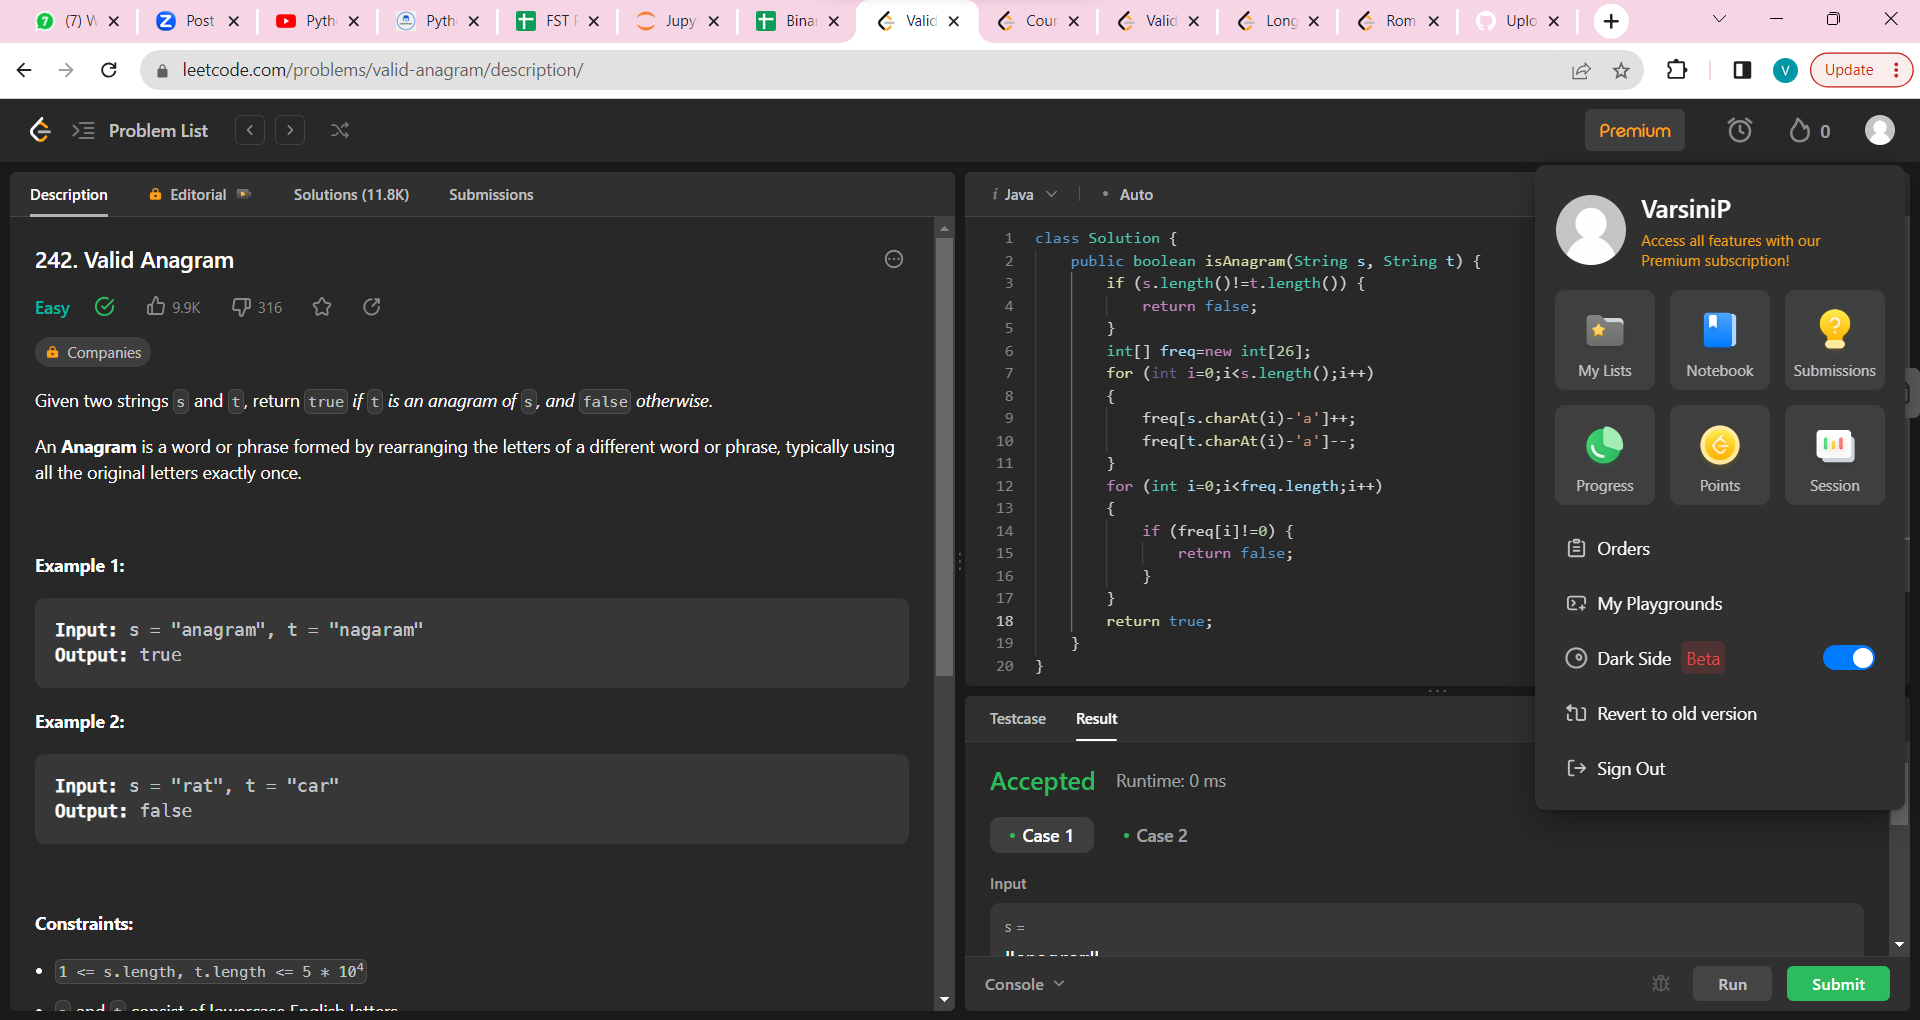 (7) W
Post
Pyth
Pyth
FST F
Jupy
Bina
Valid
Cour
Valid
Long
Rom
Uplo
leetcode.com/problems/valid-anagram/description/
V
Update
Problem List
Premium
0
Description
Editorial
Solutions (11.8K)
Submissions
242. Valid Anagram
Easy
9.9K
316
Companies
Given two strings s and t, return true if t is an anagram of s, and false otherwise.
An Anagram is a word or phrase formed by rearranging the letters of a different word or phrase, typically using
all the original letters exactly once.
Example 1:
Input: s = "anagram", t = "nagaram"
Output: true
Example 2:
Input: s = "rat", t = "car"
Output: false
Constraints:
1 <= s.length, t.length <= 5 * 10⁴
s and t consist of lowercase English letters
i Java
Auto
1 class Solution {
2 public boolean isAnagram(String s, String t) {
3 if (s.length()!=t.length()) {
4 return false;
5 }
6 int[] freq=new int[26];
7 for (int i=0;i<s.length();i++)
8 {
9 freq[s.charAt(i)-'a']++;
10 freq[t.charAt(i)-'a']--;
11 }
12 for (int i=0;i<freq.length;i++)
13 {
14 if (freq[i]!=0) {
15 return false;
16 }
17 }
18 return true;
19 }
20 }
Testcase
Result
Accepted
Runtime: 0 ms
Case 1
Case 2
Input
s =
"anagram"
Console
Run
Submit
VarsiniP
Access all features with our
Premium subscription!
My Lists
Notebook
Submissions
Progress
Points
Session
Orders
My Playgrounds
Dark Side Beta
Revert to old version
Sign Out